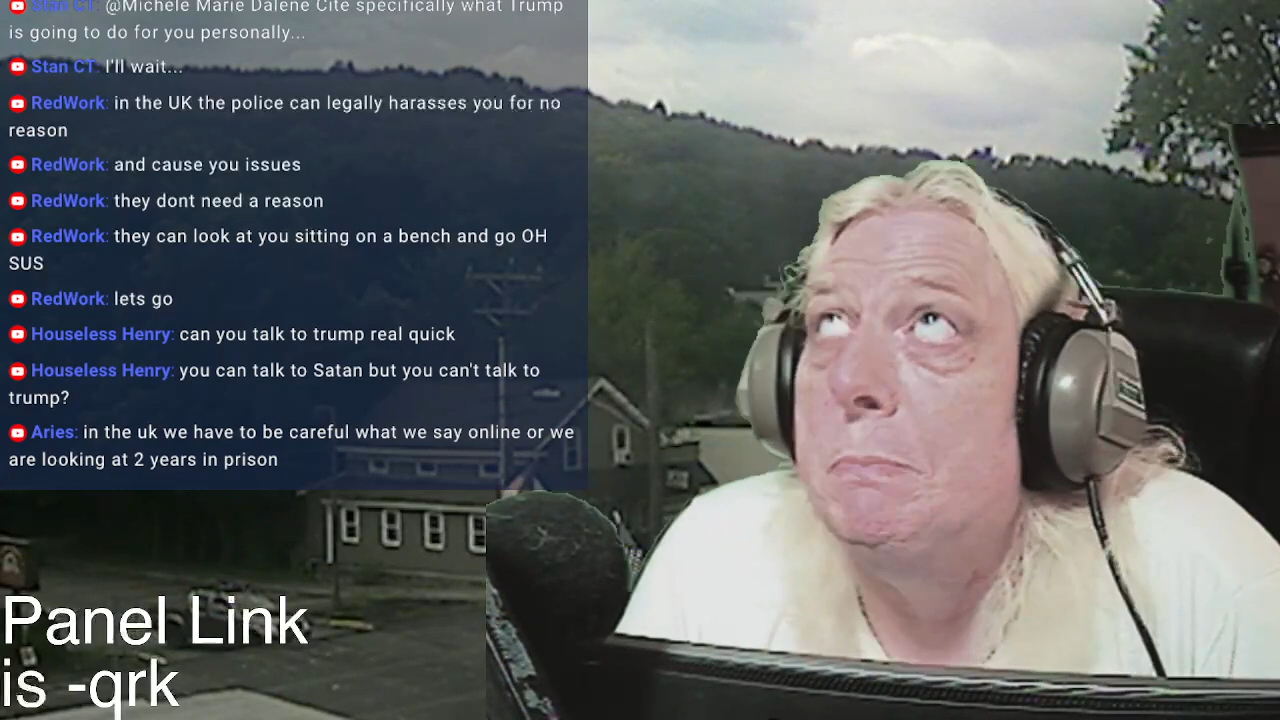 Stan CT: @Michele Marie Dalene Cite specifically what Trump
is going to do for you personally...
Stan CT: I'll wait...
RedWork: in the UK the police can legally harasses you for no
reason
RedWork: and cause you issues
RedWork: they dont need a reason
RedWork: they can look at you sitting on a bench and go OH
SUS
RedWork: lets go
Houseless Henry: can you talk to trump real quick
Houseless Henry: you can talk to Satan but you can't talk to
trump?
Aries: in the uk we have to be careful what we say online or we
are looking at 2 years in prison
Panel Link
is -qrk